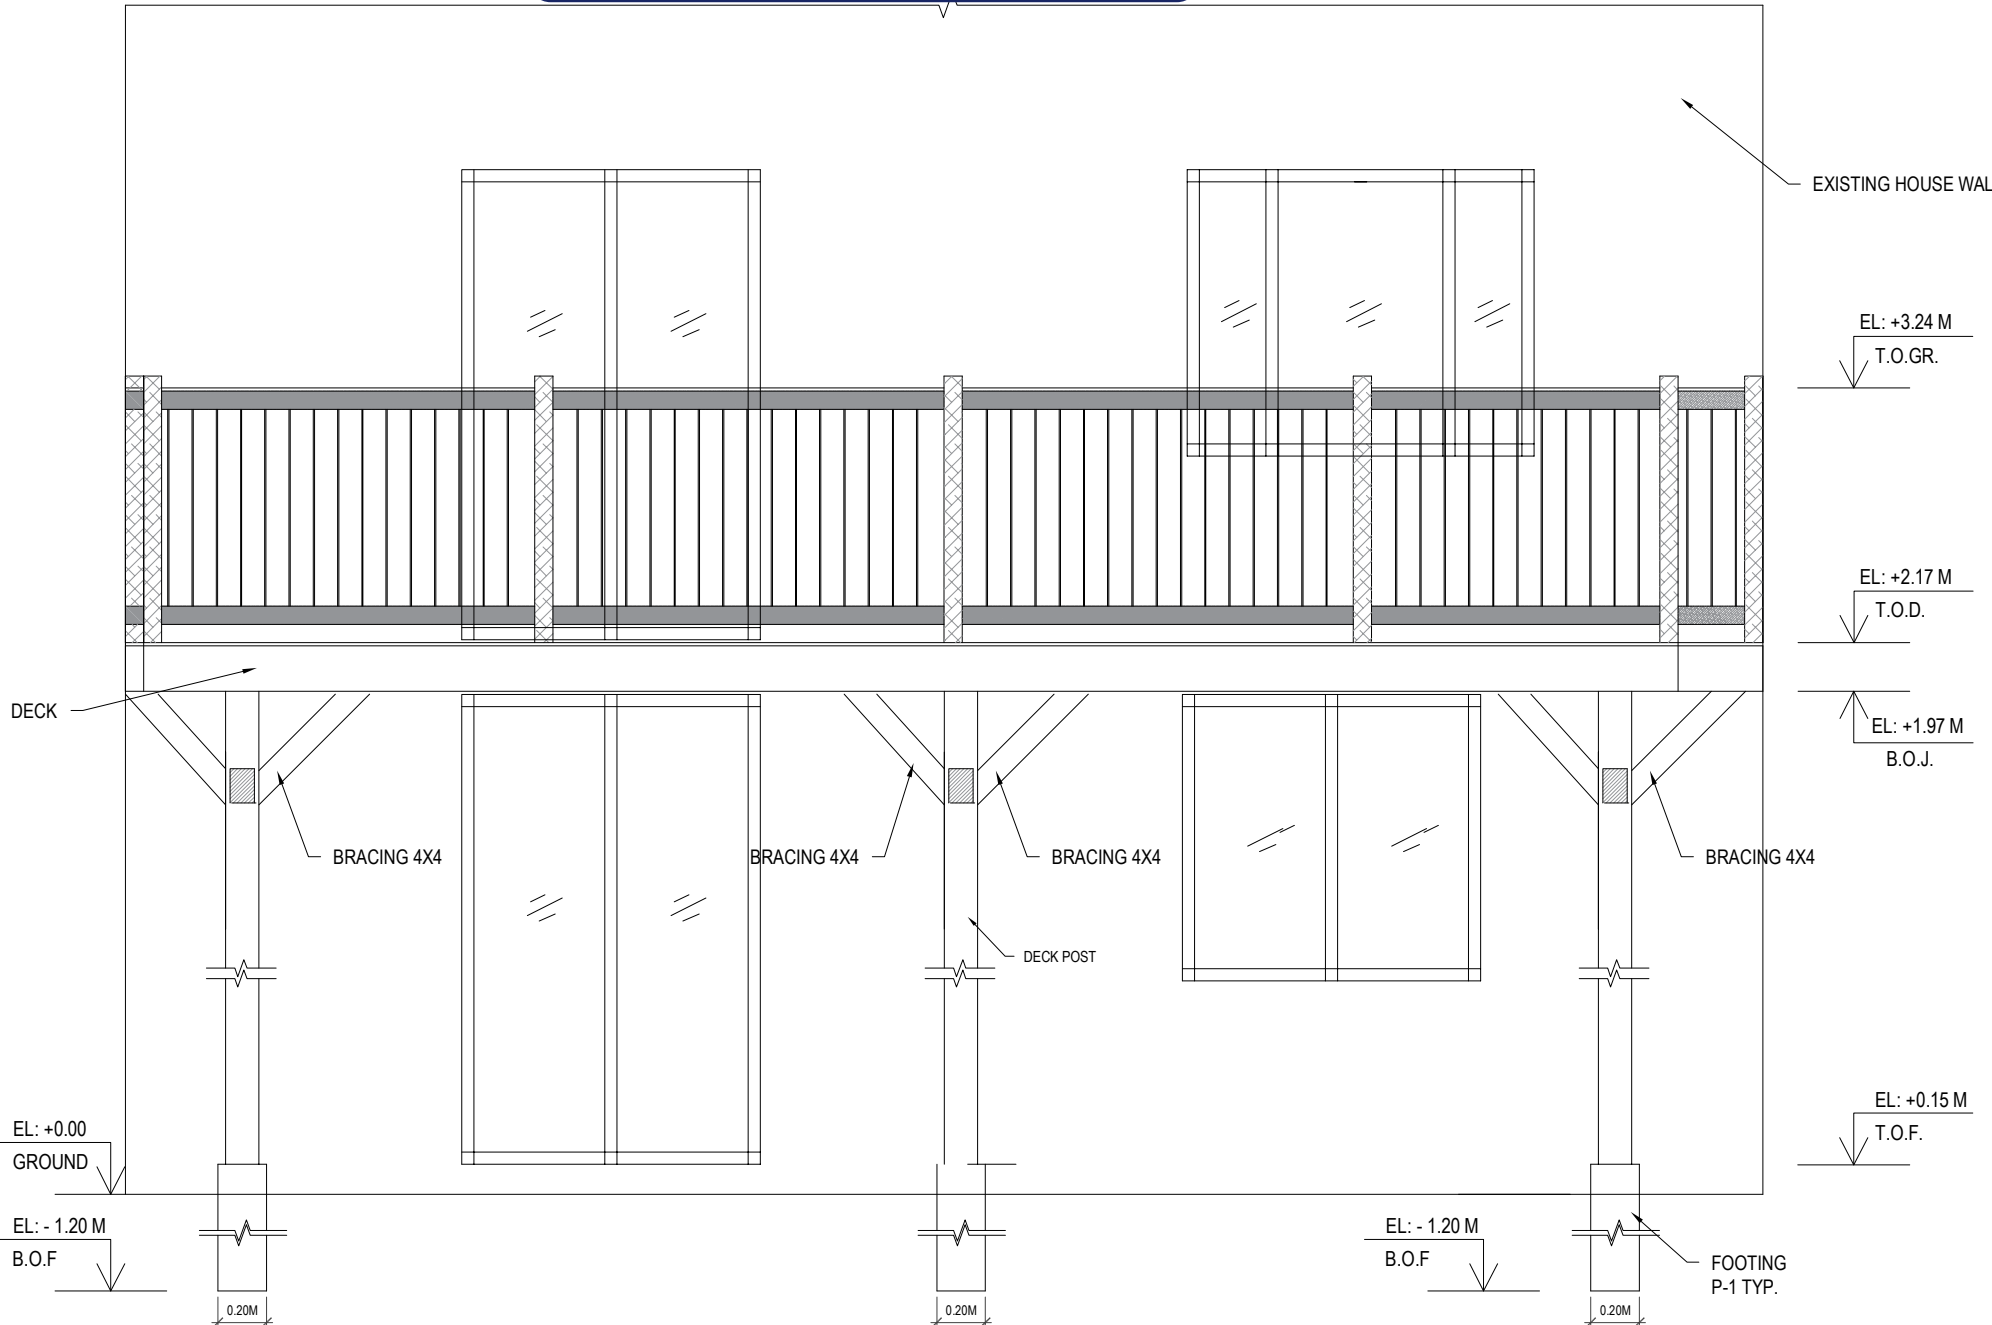 EXISTING HOUSE WAL
EL: +3.24 M
T.O.GR.
EL: +2.17 M
T.O.D.
DECK
EL: +1.97 M
B.O.J.
BRACING 4X4
BRACING 4X4
BRACING 4X4
BRACING 4X4
DECK POST
EL: +0.15 M
T.O.F.
EL: +0.00
GROUND
EL: - 1.20 M
B.O.F
EL: - 1.20 M
B.O.F
FOOTING
P-1 TYP.
0.20M
0.20M
0.20M